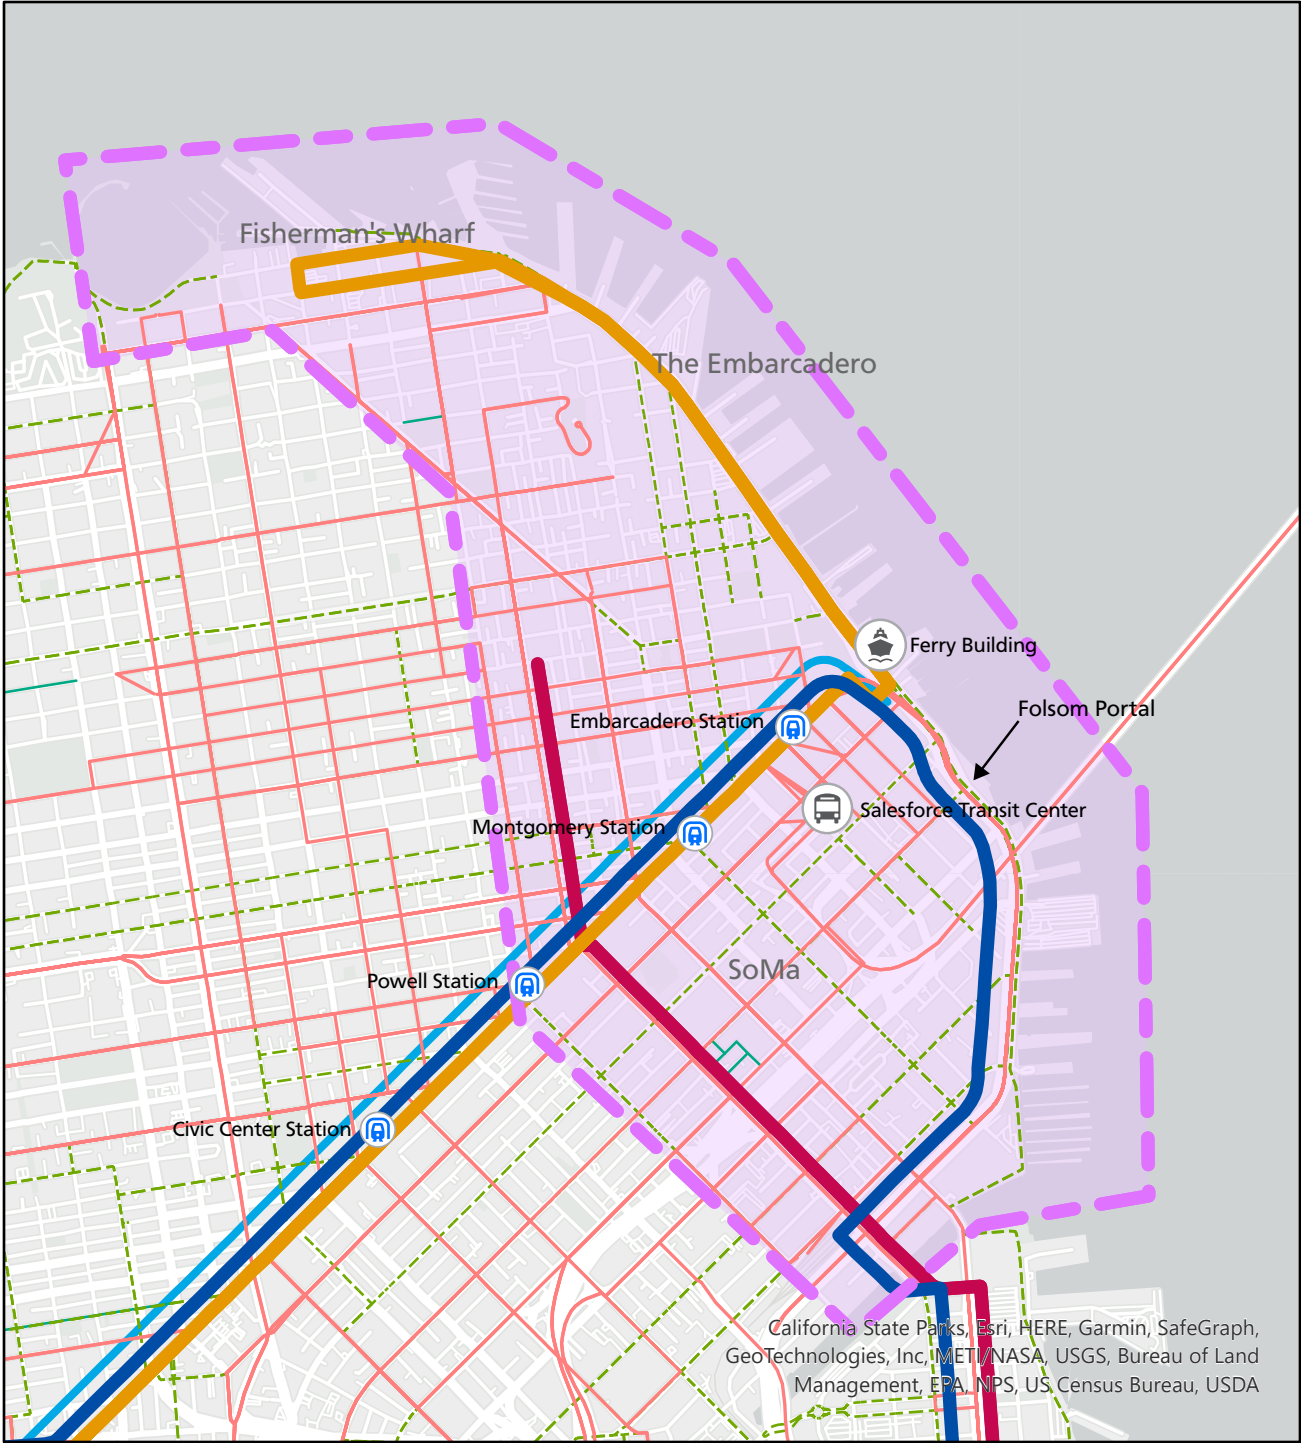 Fisherman's Wharf
The Embarcadero
Ferry Building
Folsom Portal
Embarcadero Station
Salesforce Transit Center
Montgomery Station
SoMa
Powell Station
Civic Center Station
California State Parks, Esri, HERE, Garmin, SafeGraph,
GeoTechnologies, Inc, METI/NASA, USGS, Bureau of Land
Management, EPA, NPS, US Census Bureau, USDA